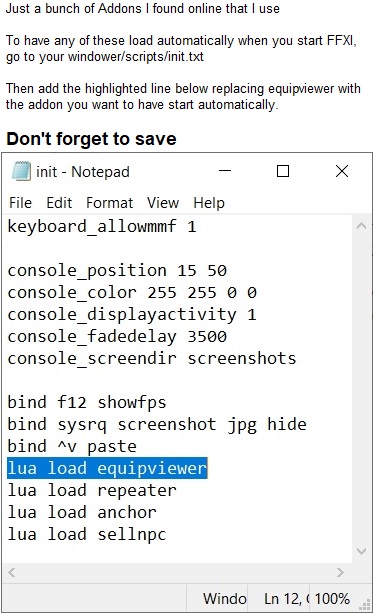 Just a bunch of Addons I found online that I use
To have any of these load automatically when you start FFXI,
go to your windower/scripts/init.txt
Then add the highlighted line below replacing equipviewer with
the addon you want to have start automatically.
Don't forget to save
init - Notepad
File Edit Format View Help
keyboard_allowmmf 1
console_position 15 50
console_color 255 255 0 0
console_displayactivity 1
console_fadedelay 3500
console_screendir screenshots
bind f12 showfps
bind sysrq screenshot jpg hide
bind ^v paste
lua load equipviewer
lua load repeater
lua load anchor
lua load sellnpc
Windo Ln 12, 100%